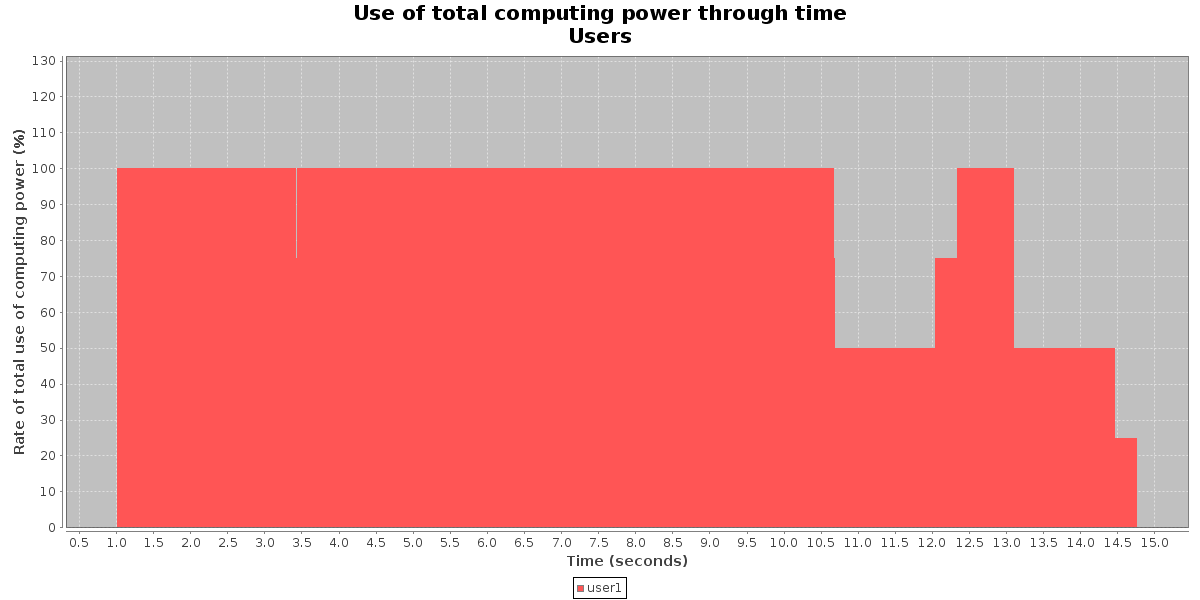 Use of total computing power through time
Users
Rate of total use of computing power (%)
130
120
110
100
90
80
70
60
50
40
30
20
10
0
0.5 1.0 1.5 2.0 2.5 3.0 3.5 4.0 4.5 5.0 5.5 6.0 6.5 7.0 7.5 8.0 8.5 9.0 9.5 10.0 10.5 11.0 11.5 12.0 12.5 13.0 13.5 14.0 14.5 15.0
Time (seconds)
user1